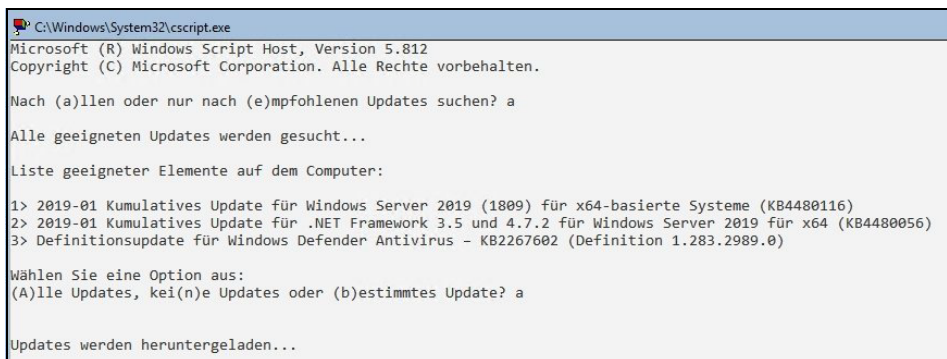 C:\Windows\System32\cscript.exe
Microsoft (R) Windows Script Host, Version 5.812
Copyright (C) Microsoft Corporation. Alle Rechte vorbehalten.
Nach (a)llen oder nur nach (e)mpfohlenen Updates suchen? a
Alle geeigneten Updates werden gesucht...
Liste geeigneter Elemente auf dem Computer:
1> 2019-01 Kumulatives Update für Windows Server 2019 (1809) für x64-basierte Systeme (KB4480116)
2> 2019-01 Kumulatives Update für .NET Framework 3.5 und 4.7.2 für Windows Server 2019 für x64 (KB4480056)
3> Definitionsupdate für Windows Defender Antivirus – KB2267602 (Definition 1.283.2989.0)
Wählen Sie eine Option aus:
(A)lle Updates, kei(n)e Updates oder (b)estimmtes Update? a
Updates werden heruntergeladen...